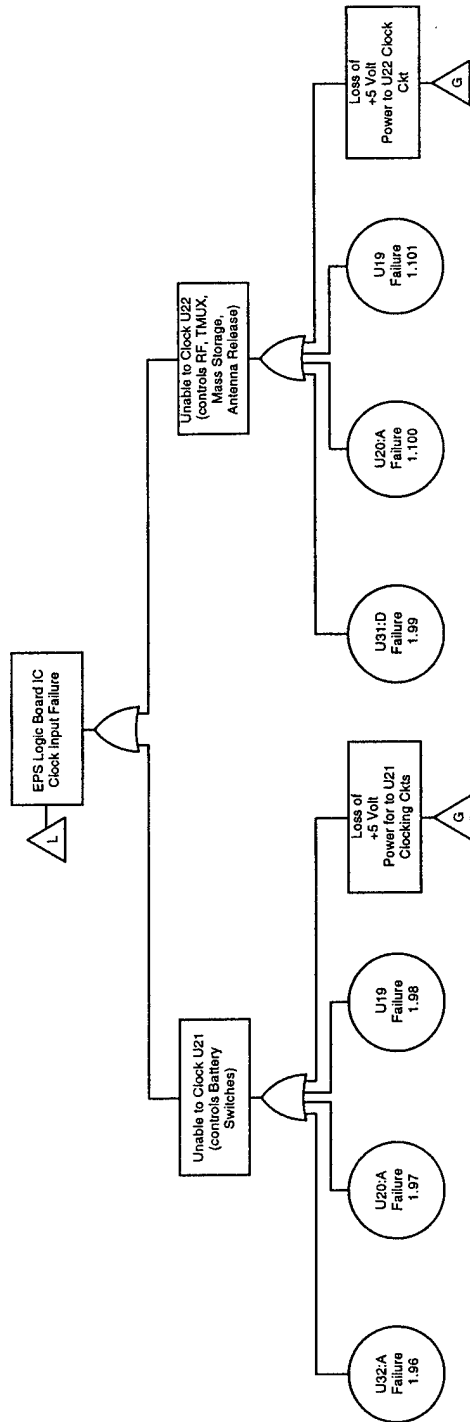 L
EPS Logic Board IC
Clock Input Failure
Unable to Clock U21
(controls Battery
Switches)
Unable to Clock U22
(controls RF, TMUX,
Mass Storage,
Antenna Release)
U32:A
Failure
1.96
U20:A
Failure
1.97
U19
Failure
1.98
Loss of
+5 Volt
Power for to U21
Clocking Ckts
G
U31:D
Failure
1.99
U20:A
Failure
1.100
U19
Failure
1.101
Loss of
+5 Volt
Power to U22 Clock
Ckt
G